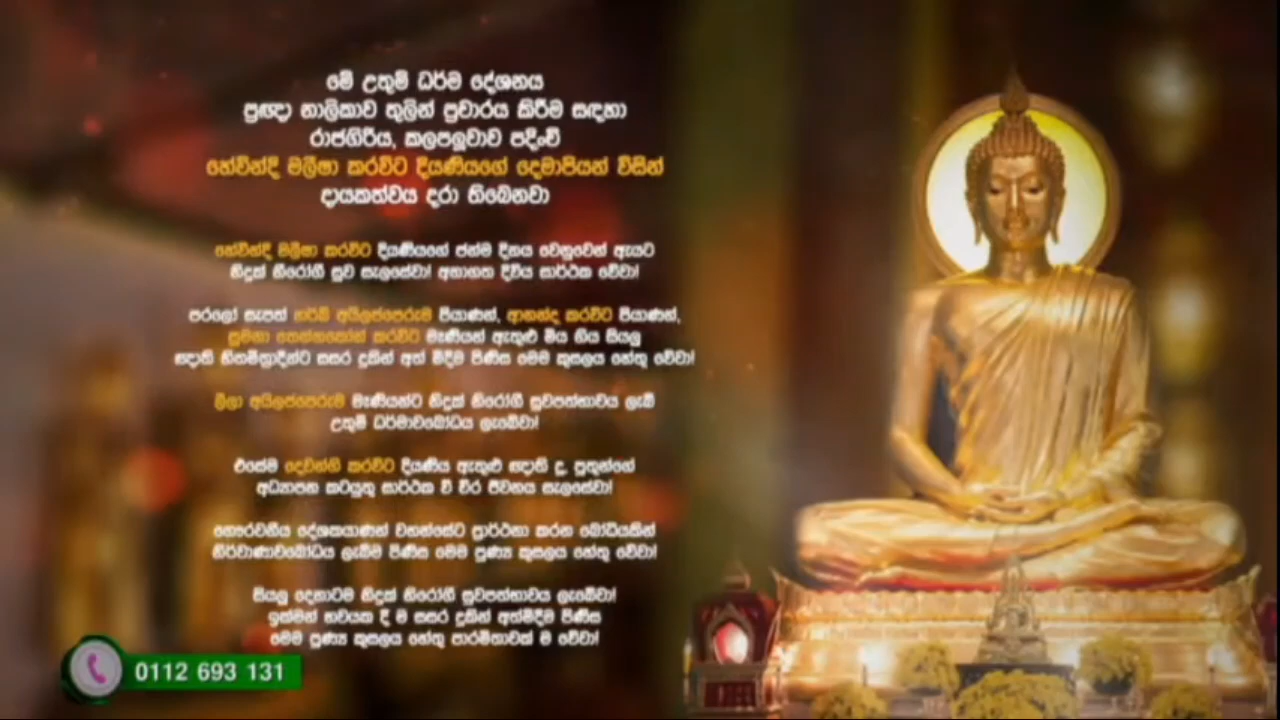 මේ උතුම් ධර්ම දේශනය
ප්‍රඥා නාලිකාව තුලින් ප්‍රචාරය කිරීම සඳහා
රාජගිරිය, කලපලුවාව පදිංචි
හේවින්දි මලීෂා කරවිට දියණියගේ දෙමාපියන් විසින්
දායකත්වය දරා තිබෙනවා
හේවින්දි මලීෂා කරවිට දියණියගේ ජන්ම දිනය වෙනුවෙන් ඇයට
නිදුක් නීරෝගී සුව සැලසේවා! අනාගත දිවිය සාර්ථක වේවා!
පරලෝ සැපත් හාර්බි අයිලප්පෙරුම පියාණන්, ආනන්ද කරවිට පියාණන්,
සුමනා තෙන්නකෝන් කරවිට මෑණියන් ඇතුළු මිය ගිය සියලු
ඥාති හිතමිත්‍රාදීන්ට සසර දුකින් අත් මිදීම පිණිස මෙම කුසලය හේතු වේවා!
ලීලා අයිලප්පෙරුම මෑණියන්ට නිදුක් නිරෝගී සුවපත්භාවය ලැබී
උතුම් ධර්මාවබෝධය ලැබේවා!
එසේම දෙවින්ගි කරවිට දියණිය ඇතුළු ඥාති දූ, පුතුන්ගේ
අධ්‍යාපන කටයුතු සාර්ථක වී චිර ජීවනය සැලසේවා!
ගෞරවනීය දේශකයාණන් වහන්සේට ප්‍රාර්ථනා කරන බෝධියකින්
නිර්වාණාවබෝධය ලැබීම පිණිස මෙම පුණ්‍ය කුසලය හේතු වේවා!
සියලු දෙනාටම නිදුක් නිරෝගී සුවපත්භාවය ලැබේවා!
ඉක්මන් භවයක දී ම සසර දුකින් අත්මිදීම පිණිස
මෙම පුණ්‍ය කුසලය හේතු පාරමිතාවක් ම වේවා!
0112 693 131